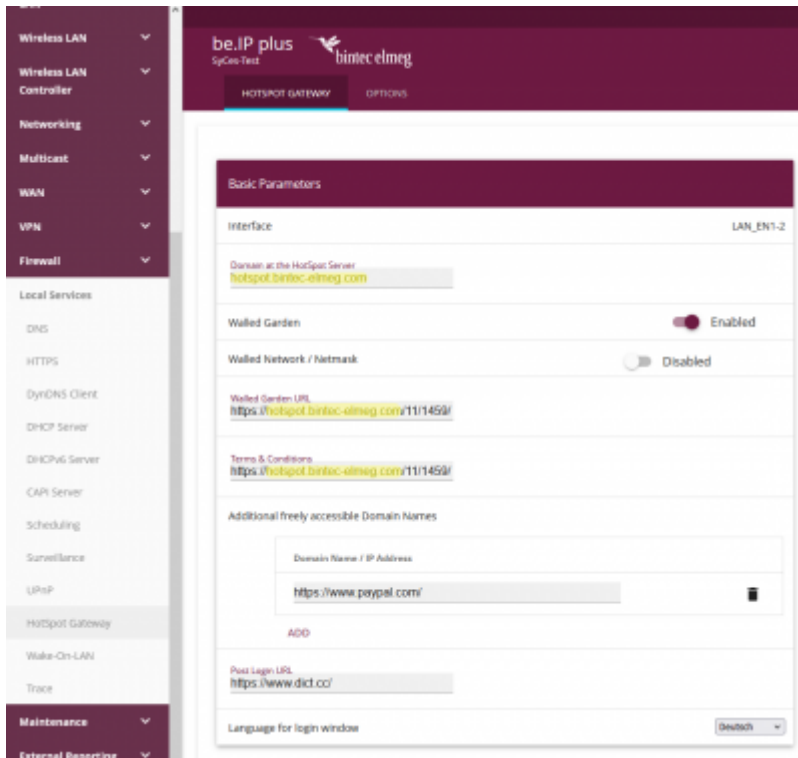 Wireless LAN
Wireless LAN
Controller
Networking
Multicast
WAN
VPN
Firewall
Local Services
DNS
HTTPS
DynDNS Client
DHCP Server
DHCPv6 Server
CAPI Server
Scheduling
Surveillance
UPnP
HotSpot Gateway
Wake-On-LAN
Trace
Maintenance
External Reporting
be.IP plus
SyCes-Test
bintec elmeg
HOTSPOT GATEWAY
OPTIONS
Basic Parameters
Interface LAN_EN1-2
Domain at the HotSpot Server
hotspot.bintec-elmeg.com
Walled Garden Enabled
Walled Network / Netmask Disabled
Walled Garden URL
https://hotspot.bintec-elmeg.com/11/1459/
Terms & Conditions
https://hotspot.bintec-elmeg.com/11/1459/
Additional freely accessible Domain Names
Domain Name / IP Address
https://www.paypal.com/
ADD
Post Login URL
https://www.dict.cc/
Language for login window Deutsch